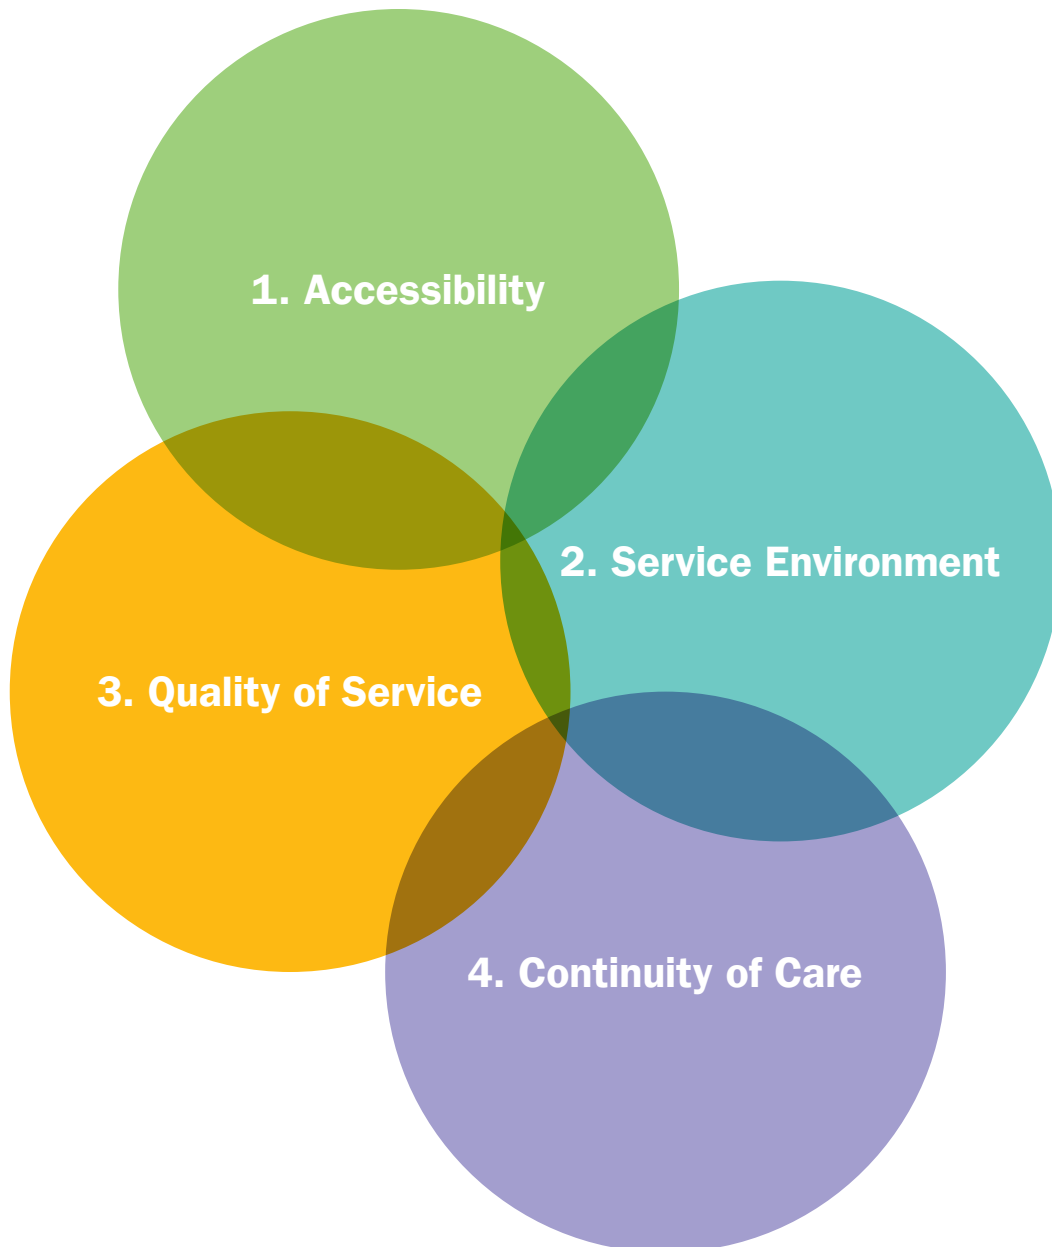 1. Accessibility
2. Service Environment
3. Quality of Service
4. Continuity of Care